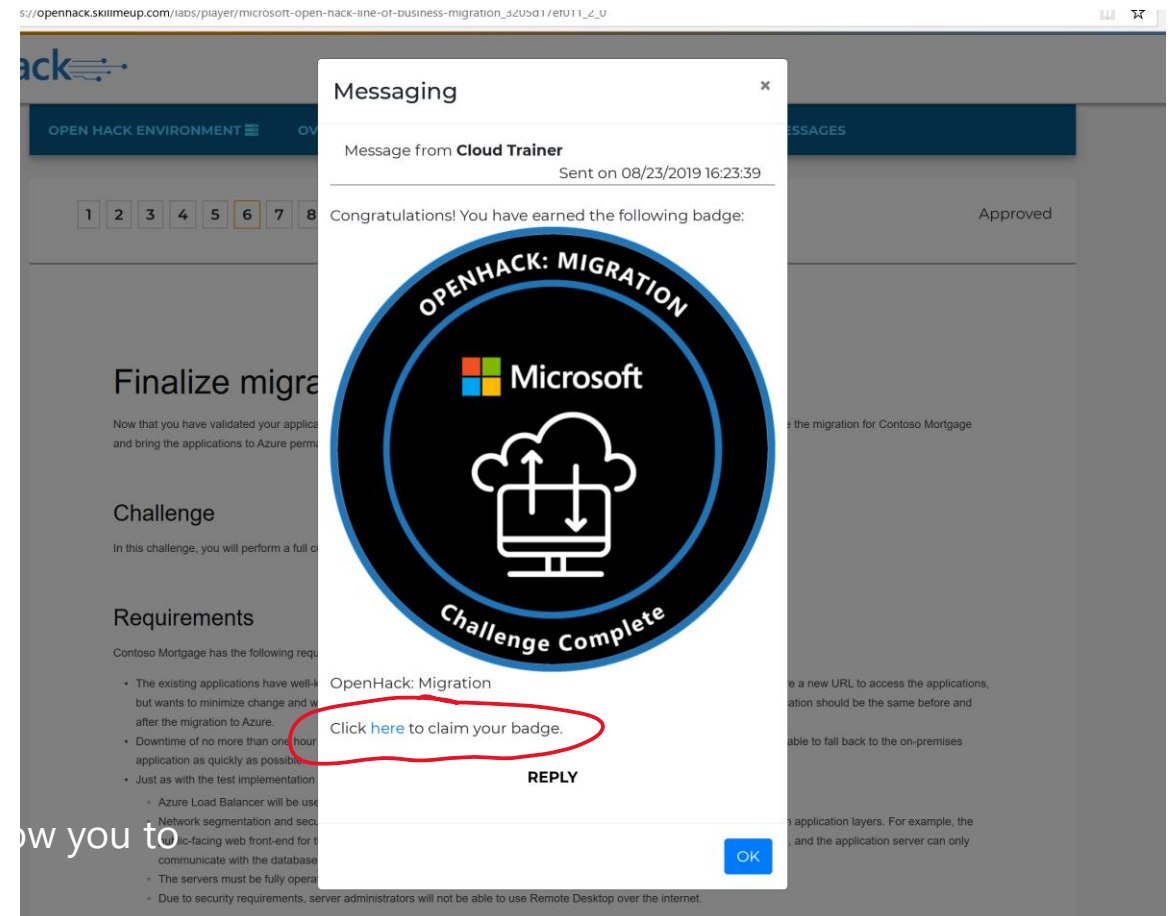 s://openhack.skillmeup.com/labs/player/microsoft-open-hack-line-of-business-migration_3205d17ef011_2_0
ack
OPEN HACK ENVIRONMENT
Messaging
×
Message from Cloud Trainer
Sent on 08/23/2019 16:23:39
1 2 3 4 5 6 7 8
Approved
Congratulations! You have earned the following badge:
OPENHACK: MIGRATION
Microsoft
Challenge Complete
Finalize migra
Now that you have validated your applica
e the migration for Contoso Mortgage
and bring the applications to Azure perma
Challenge
In this challenge, you will perform a full c
Requirements
Contoso Mortgage has the following requ
• The existing applications have well-k
e a new URL to access the applications,
but wants to minimize change and w
ation should be the same before and
after the migration to Azure.
• Downtime of no more than one hour
able to fall back to the on-premises
application as quickly as possible
• Just as with the test implementation
Azure Load Balancer will be use
Network segmentation and secu
n application layers. For example, the
lic-facing web front-end for t
, and the application server can only
communicate with the database
The servers must be fully opera
Due to security requirements, server administrators will not be able to use Remote Desktop over the internet.
OpenHack: Migration
Click here to claim your badge.
REPLY
OK
ow you to